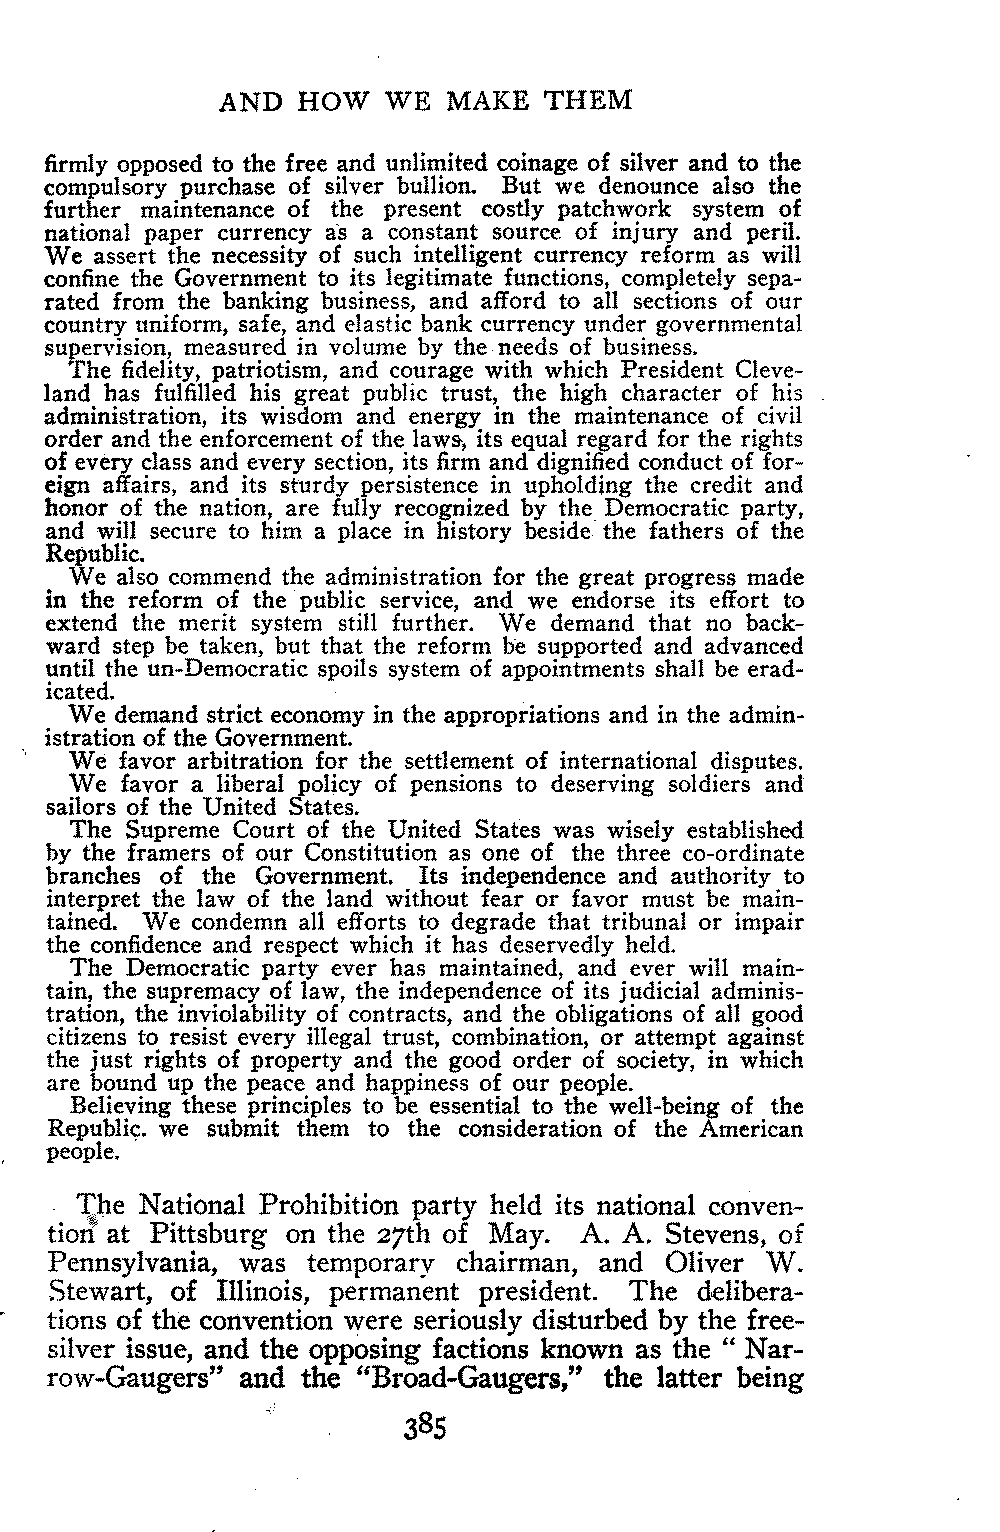 AND HOW WE MAKE THEM
firmly opposed to the free and unlimited coinage of silver and to the
compulsory purchase of silver bullion. But we denounce also the
further maintenance of the present costly patchwork system of
national paper currency as a constant source of injury and peril.
We assert the necessity of such intelligent currency reform as will
confine the Government to its legitimate functions, completely sepa-
rated from the banking business, and afford to all sections of our
country uniform, safe, and elastic bank currency under governmental
supervision, measured in volume by the needs of business.
The fidelity, patriotism, and courage with which President Cleve-
land has fulfilled his great public trust, the high character of his
administration, its wisdom and energy in the maintenance of civil
order and the enforcement of the laws, its equal regard for the rights
of every class and every section, its firm and dignified conduct of for-
eign affairs, and its sturdy persistence in upholding the credit and
honor of the nation, are fully recognized by the Democratic party,
and will secure to him a place in history beside the fathers of the
Republic.
We also commend the administration for the great progress made
in the reform of the public service, and we endorse its effort to
extend the merit system still further. We demand that no back-
ward step be taken, but that the reform be supported and advanced
until the un-Democratic spoils system of appointments shall be erad-
icated.
We demand strict economy in the appropriations and in the admin-
istration of the Government.
We favor arbitration for the settlement of international disputes.
We favor a liberal policy of pensions to deserving soldiers and
sailors of the United States.
The Supreme Court of the United States was wisely established
by the framers of our Constitution as one of the three co-ordinate
branches of the Government. Its independence and authority to
interpret the law of the land without fear or favor must be main-
tained. We condemn all efforts to degrade that tribunal or impair
the confidence and respect which it has deservedly held.
The Democratic party ever has maintained, and ever will main-
tain, the supremacy of law, the independence of its judicial adminis-
tration, the inviolability of contracts, and the obligations of all good
citizens to resist every illegal trust, combination, or attempt against
the just rights of property and the good order of society, in which
are bound up the peace and happiness of our people.
Believing these principles to be essential to the well-being of the
Republic. we submit them to the consideration of the American
people.
The National Prohibition party held its national conven-
tion at Pittsburg on the 27th of May. A. A. Stevens, of
Pennsylvania, was temporary chairman, and Oliver W.
Stewart, of Illinois, permanent president. The delibera-
tions of the convention were seriously disturbed by the free-
silver issue, and the opposing factions known as the " Nar-
row-Gaugers" and the "Broad-Gaugers," the latter being
385